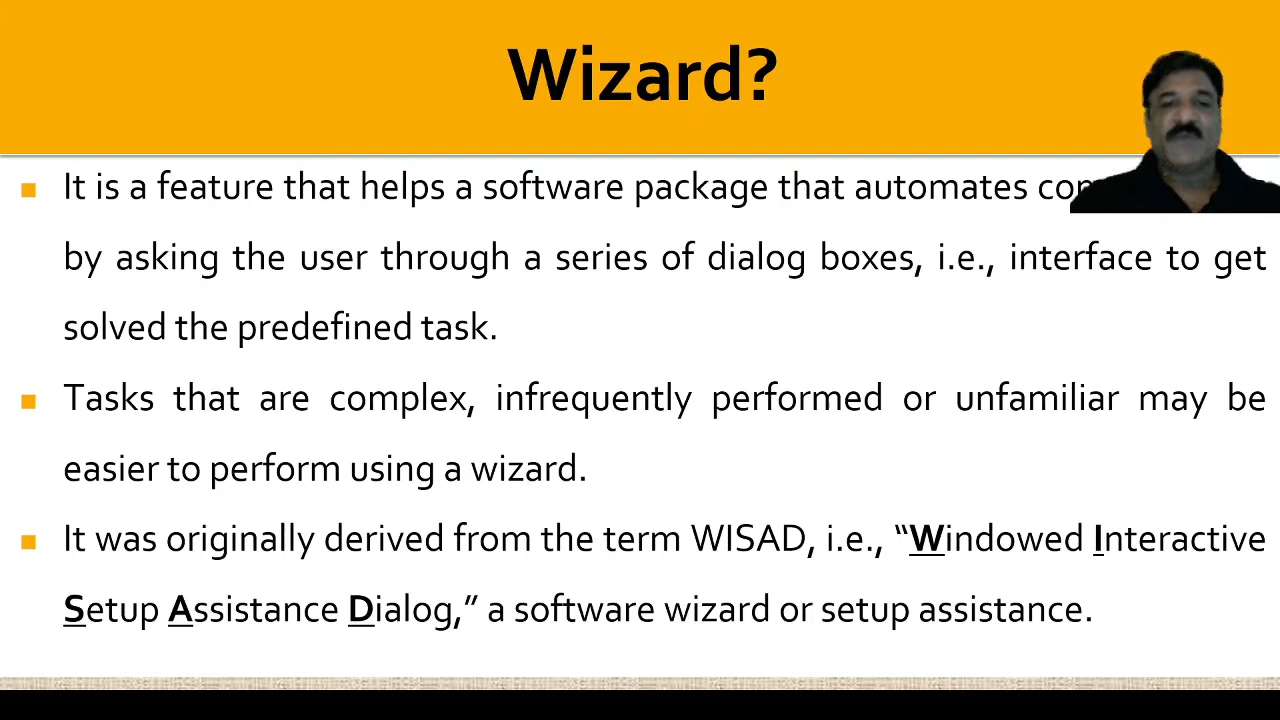 Wizard?
It is a feature that helps a software package that automates
by asking the user through a series of dialog boxes, i.e., interface to get
solved the predefined task.
Tasks that are complex, infrequently performed or unfamiliar may be
easier to perform using a wizard.
It was originally derived from the term WISAD, i.e., “Windowed Interactive
Setup Assistance Dialog,” a software wizard or setup assistance.